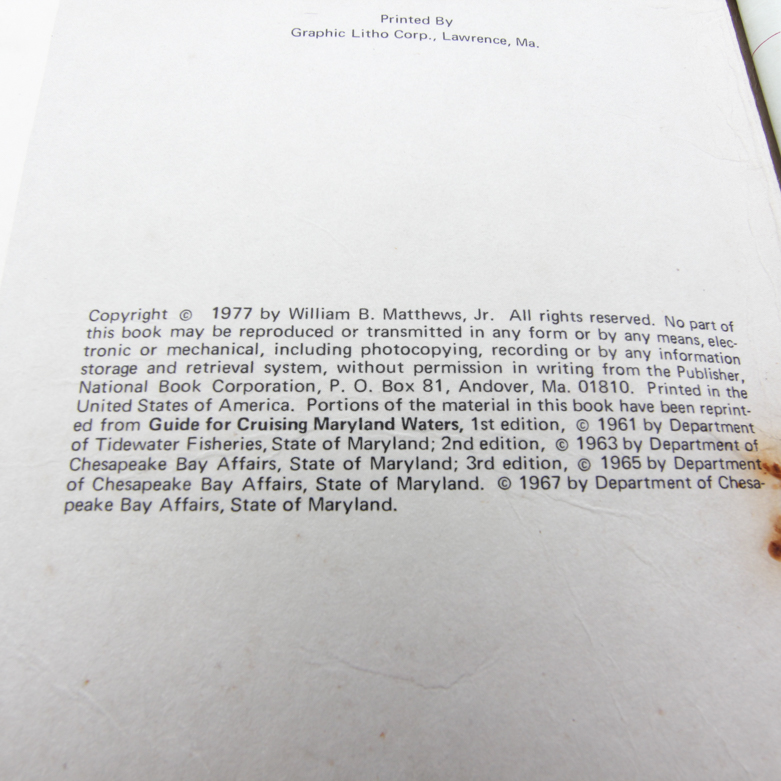 Printed By
Graphic Litho Corp., Lawrence, Ma.
Copyright © 1977 by William B. Matthews, Jr. All rights reserved. No part of
this book may be reproduced or transmitted in any form or by any means, elec-
tronic or mechanical, including photocopying, recording or by any information
storage and retrieval system, without permission in writing from the Publisher,
National Book Corporation, P. O. Box 81, Andover, Ma. 01810. Printed in the
United States of America. Portions of the material in this book have been reprint-
ed from Guide for Cruising Maryland Waters, 1st edition, © 1961 by Department
of Tidewater Fisheries, State of Maryland; 2nd edition, © 1963 by Department of
Chesapeake Bay Affairs, State of Maryland; 3rd edition, © 1965 by Department
of Chesapeake Bay Affairs, State of Maryland. © 1967 by Department of Chesa-
peake Bay Affairs, State of Maryland.